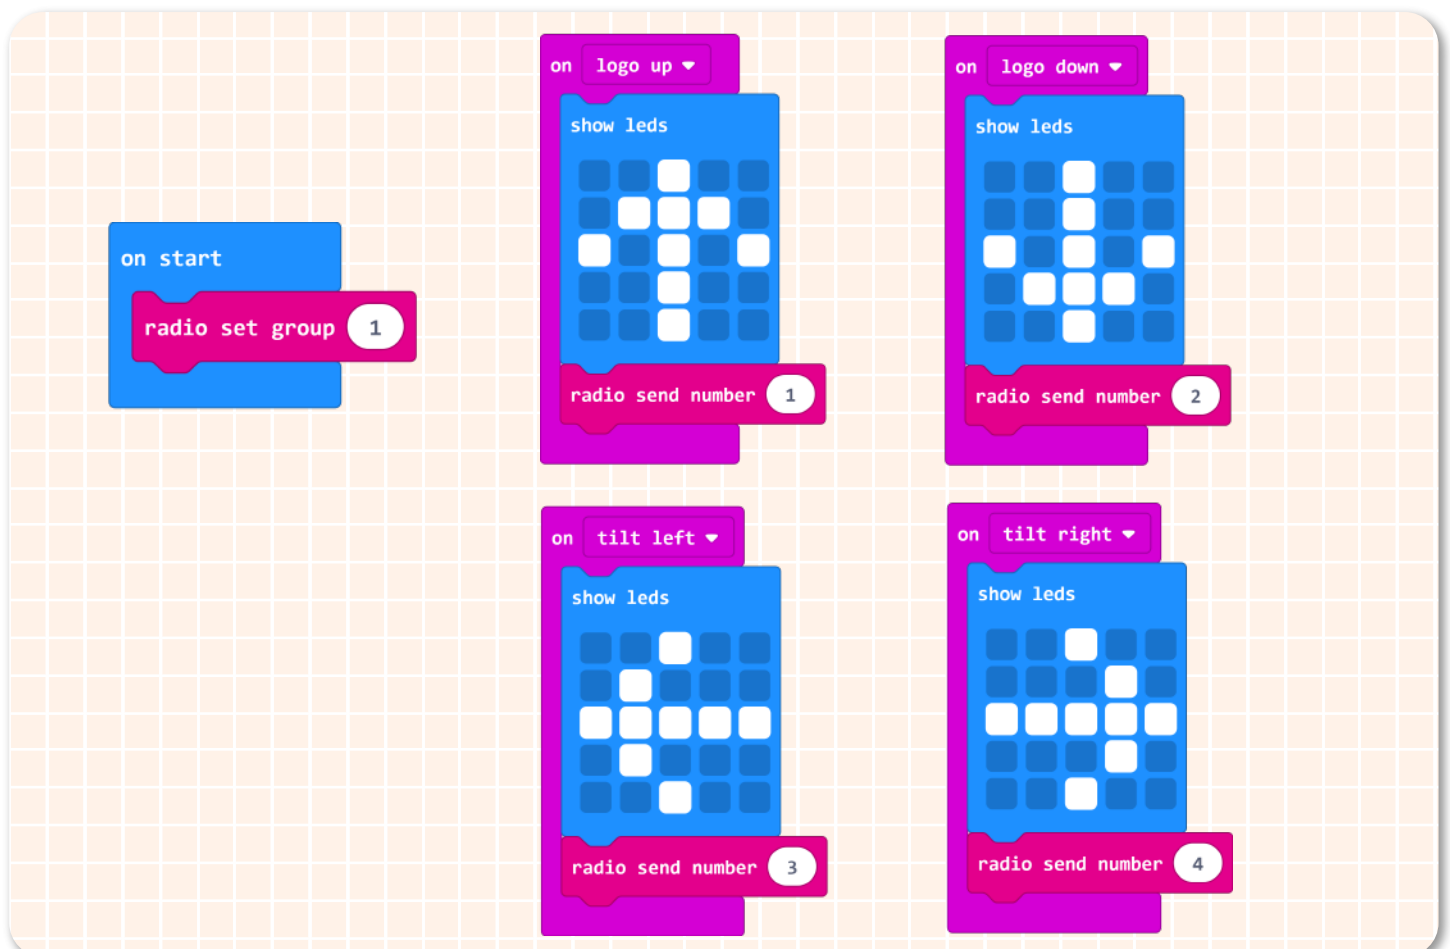 on start
radio set group 1
on logo up
show leds
radio send number 1
on logo down
show leds
radio send number 2
on tilt left
show leds
radio send number 3
on tilt right
show leds
radio send number 4